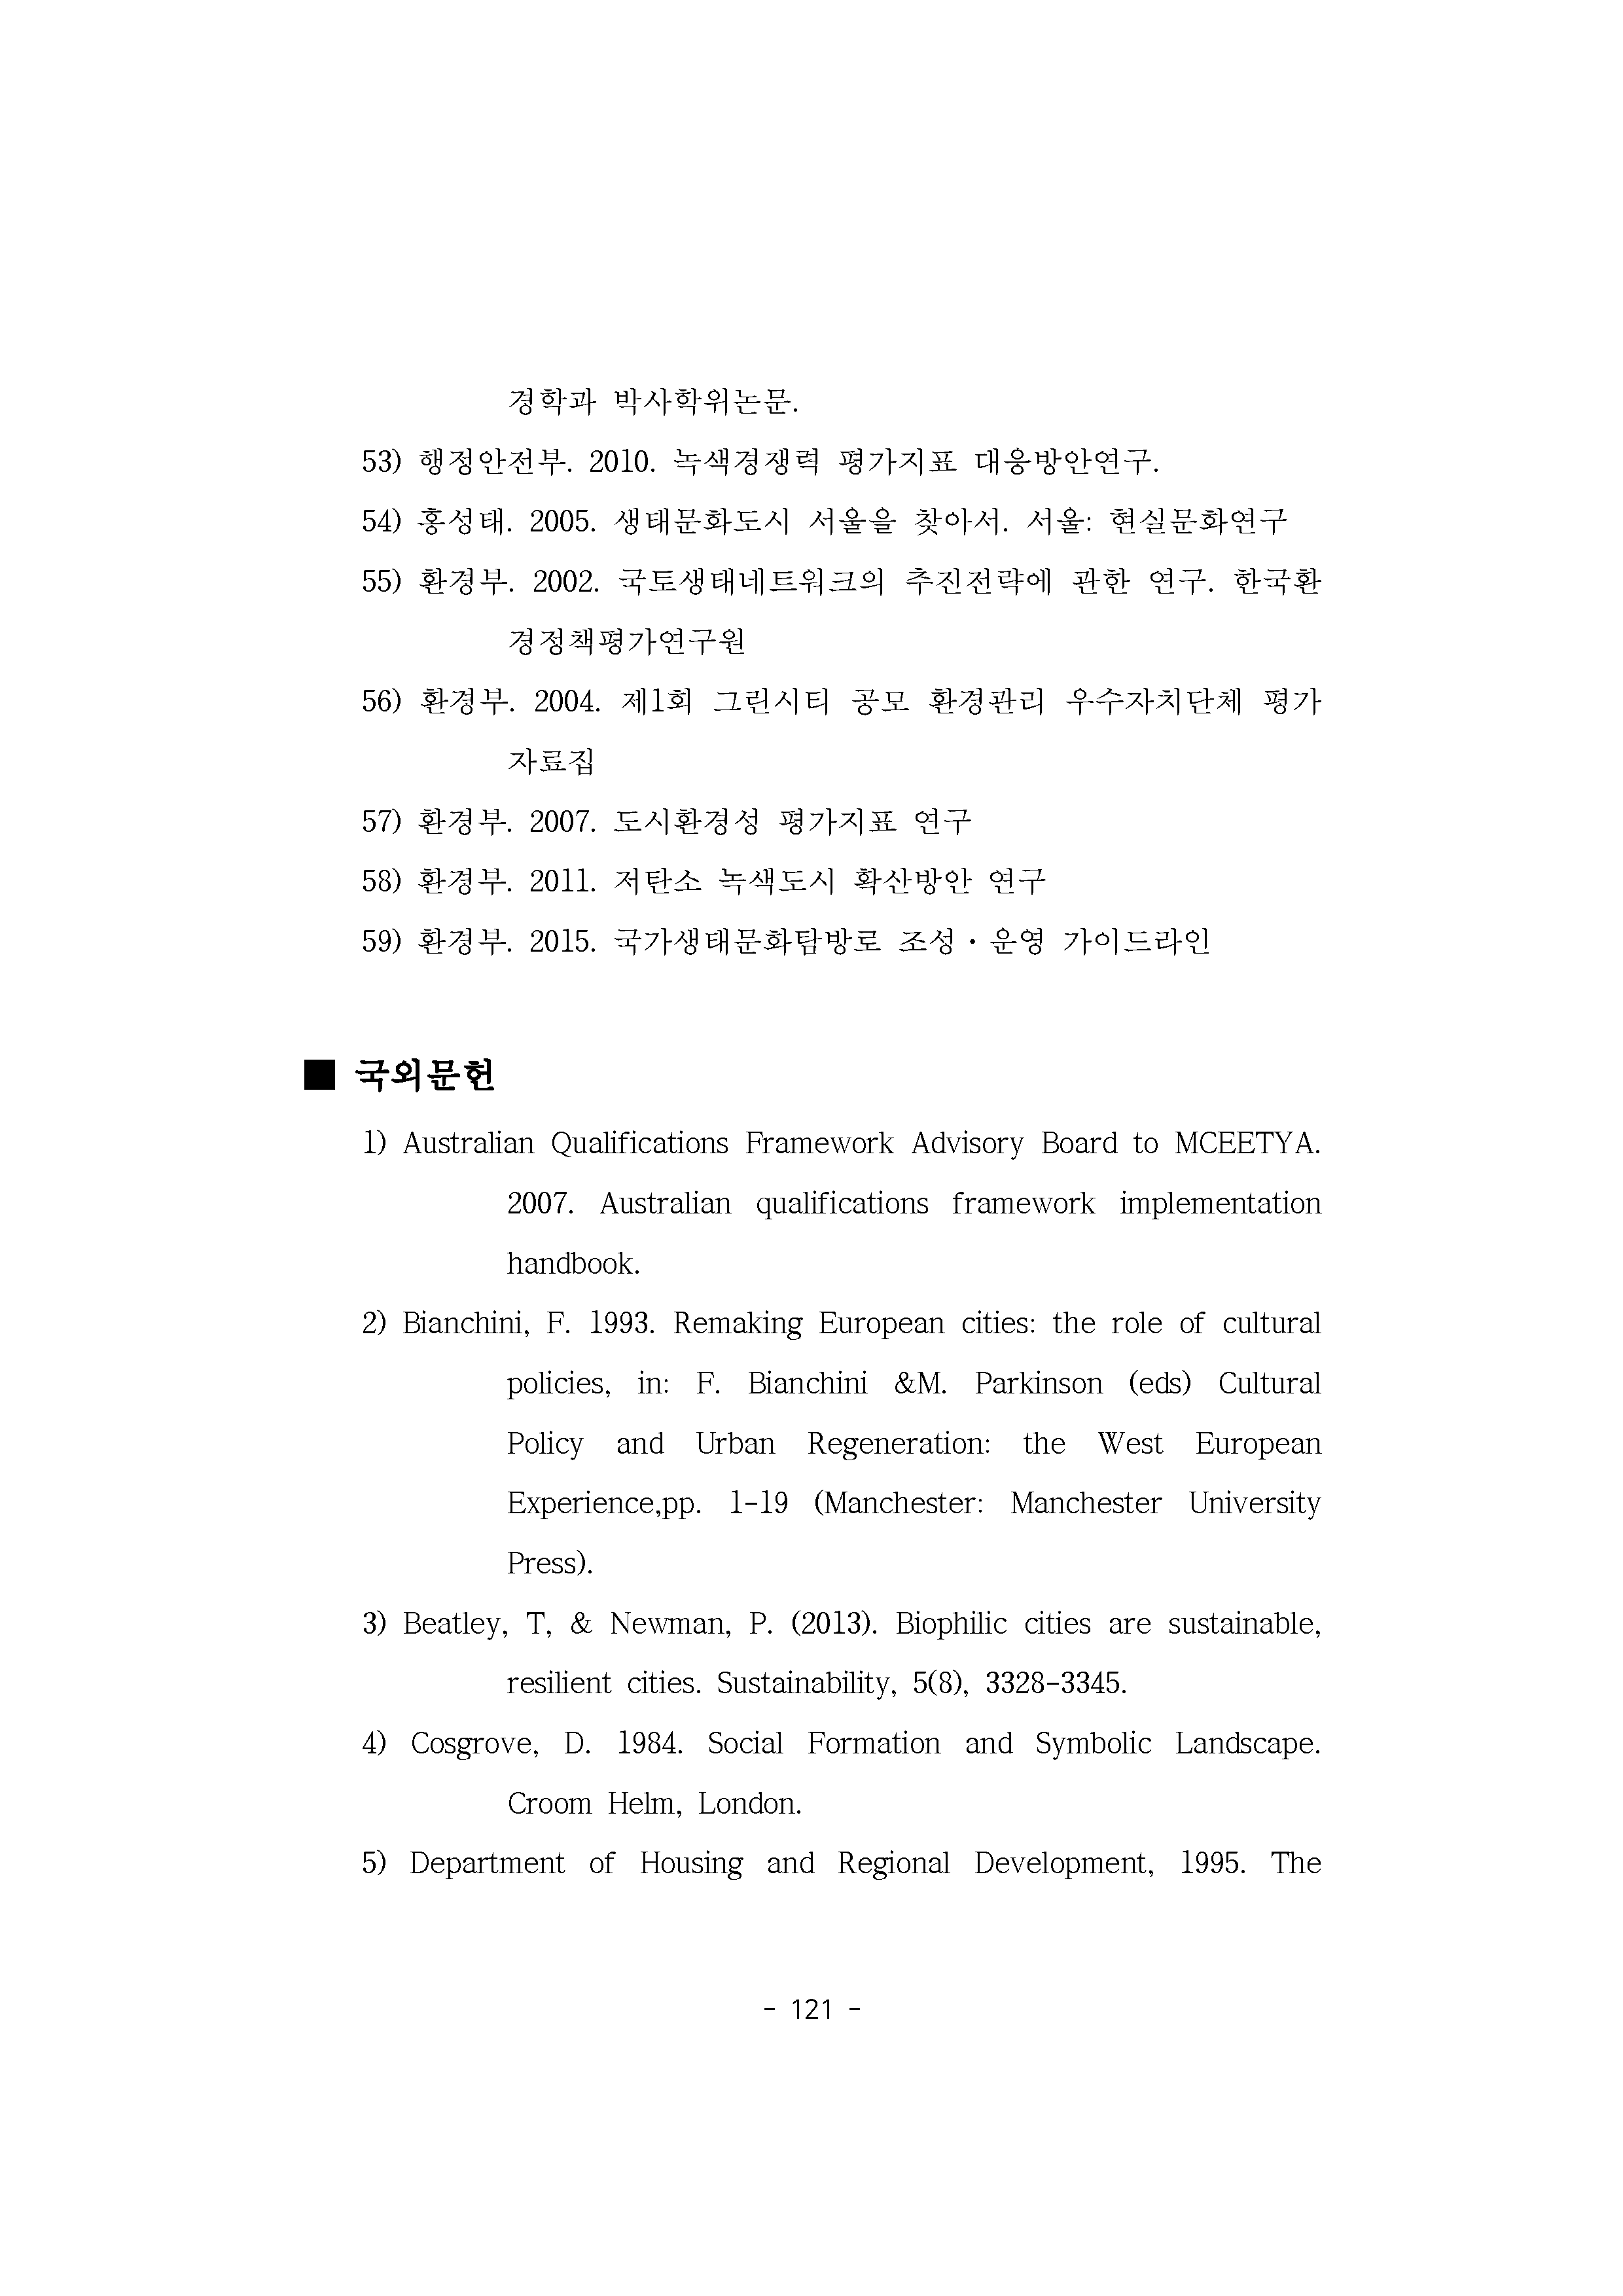 경학과 박사학위논문.
53) 행정안전부. 2010. 녹색경쟁력 평가지표 대응방안연구.
54) 홍성태. 2005. 생태문화도시 서울을 찾아서. 서울: 현실문화연구
55) 환경부. 2002. 국토생태네트워크의 추진전략에 관한 연구. 한국환
경정책평가연구원
56) 환경부. 2004. 제1회 그린시티 공모 환경관리 우수자치단체 평가
자료집
57) 환경부. 2007. 도시환경성 평가지표 연구
58) 환경부. 2011. 저탄소 녹색도시 확산방안 연구
59) 환경부. 2015. 국가생태문화탐방로 조성・운영 가이드라인
■ 국외문헌
1) Australian Qualifications Framework Advisory Board to MCEETYA.
2007. Australian qualifications framework implementation
handbook.
2) Bianchini, F. 1993. Remaking European cities: the role of cultural
policies, in: F. Bianchini &M. Parkinson (eds) Cultural
Policy and Urban Regeneration: the West European
Experience,pp. 1-19 (Manchester: Manchester University
Press).
3) Beatley, T, & Newman, P. (2013). Biophilic cities are sustainable,
resilient cities. Sustainability, 5(8), 3328-3345.
4) Cosgrove, D. 1984. Social Formation and Symbolic Landscape.
Croom Helm, London.
5) Department of Housing and Regional Development, 1995. The
- 121 -